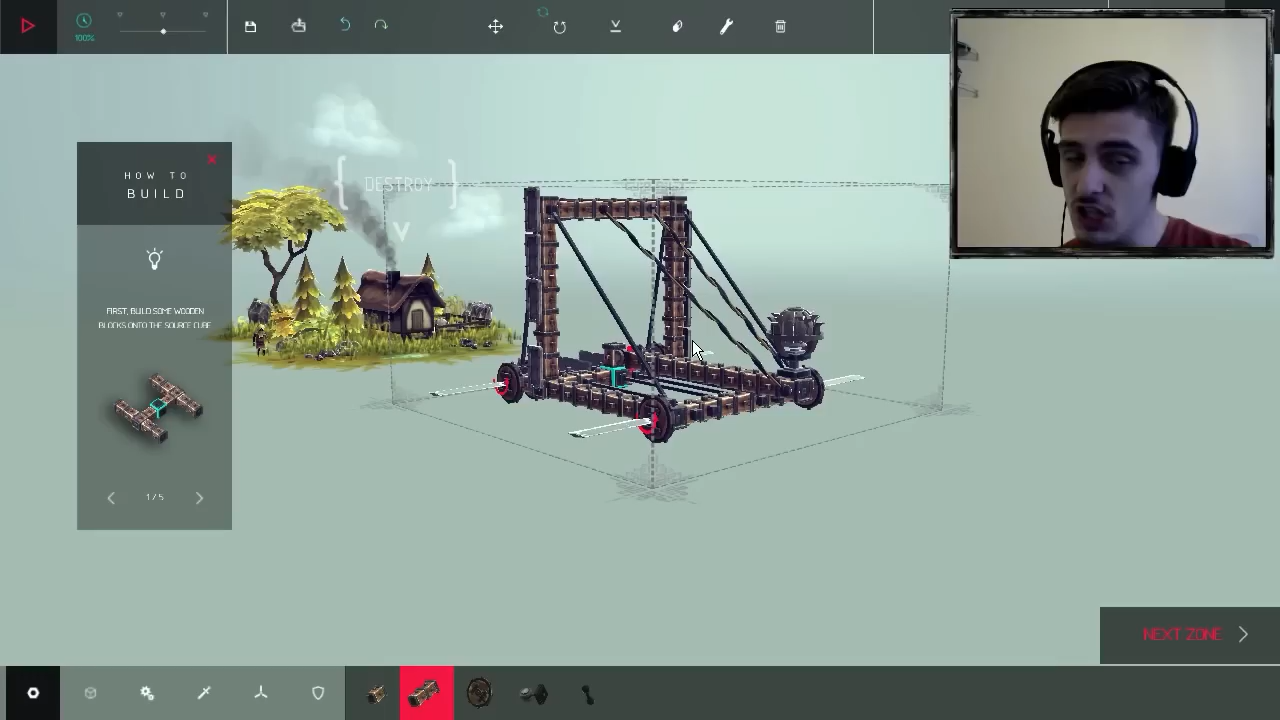 100%
HOW TO
BUILD
FIRST, BUILD SOME WOODEN
BLOCKS ONTO THE SOURCE CUBE
1/5
DESTROY
NEXT ZONE